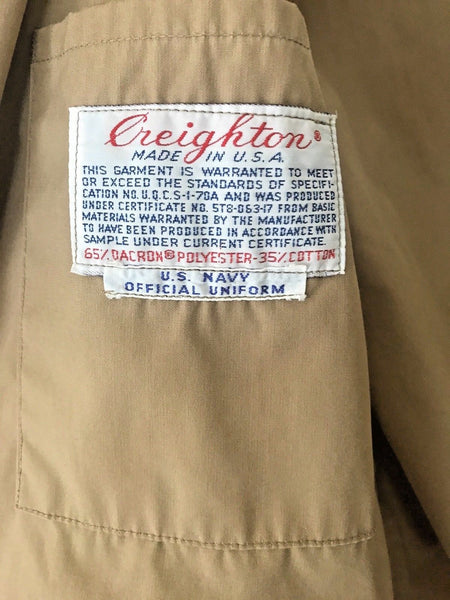 Creighton®
MADE IN U.S.A.
THIS GARMENT IS WARRANTED TO MEET
OR EXCEED THE STANDARDS OF SPECIFI-
CATION NO. U.Q.C.S-1-70A AND WAS PRODUCED
UNDER CERTIFICATE NO. 5T8-063-17 FROM BASIC
MATERIALS WARRANTED BY THE MANUFACTURER
TO HAVE BEEN PRODUCED IN ACCORDANCE WITH
SAMPLE UNDER CURRENT CERTIFICATE.
65% DACRON® POLYESTER-35% COTTON
U.S. NAVY
OFFICIAL UNIFORM